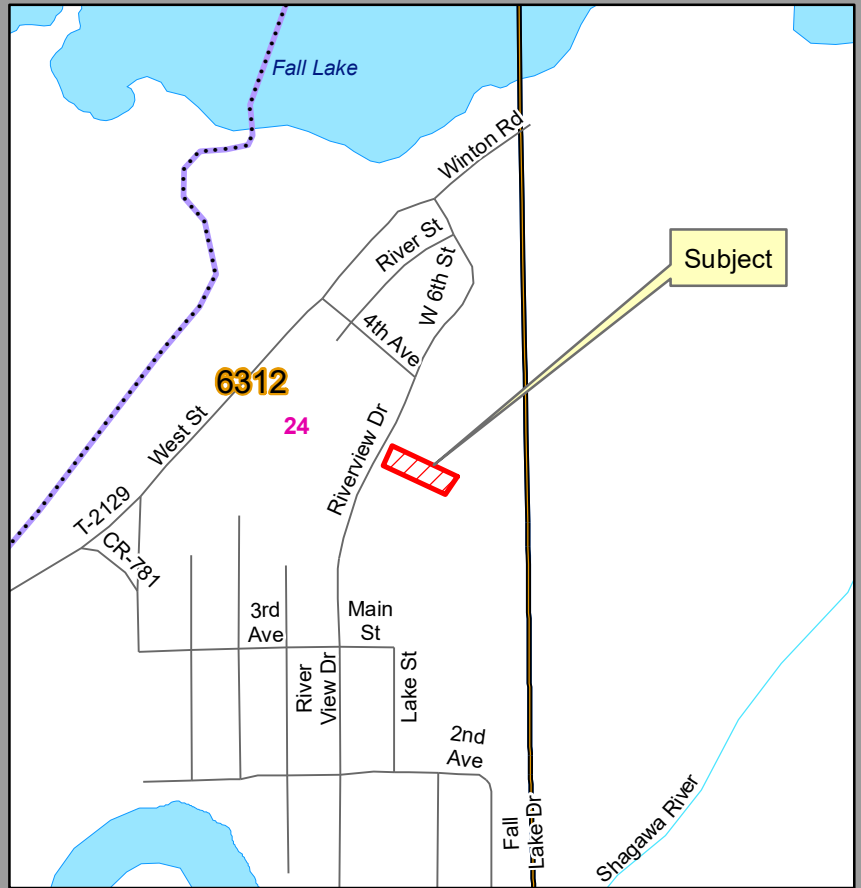 Fall Lake
Winton Rd
River St
Subject
W 6th St
4th Ave
6312
24
West St
Riverview Dr
T-2129
CR-781
3rd
Ave
Main
St
River
View Dr
Lake St
2nd
Ave
Fall
Lake Dr
Shagawa River